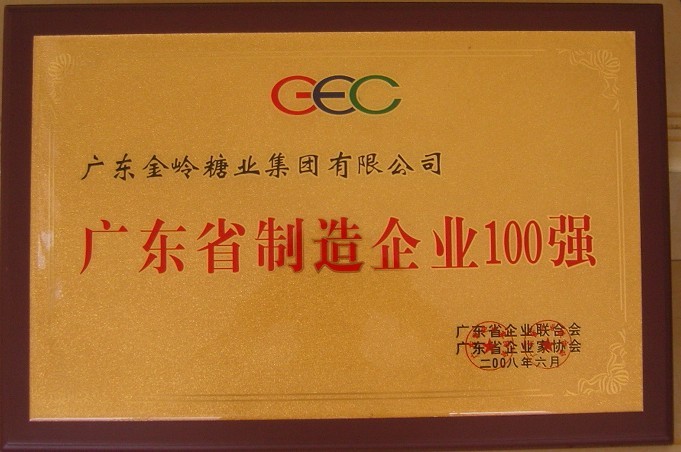 GEC
广东金岭糖业集团有限公司
广东省制造企业100强
广东省企业联合会
广东省企业家协会
二00八年六月